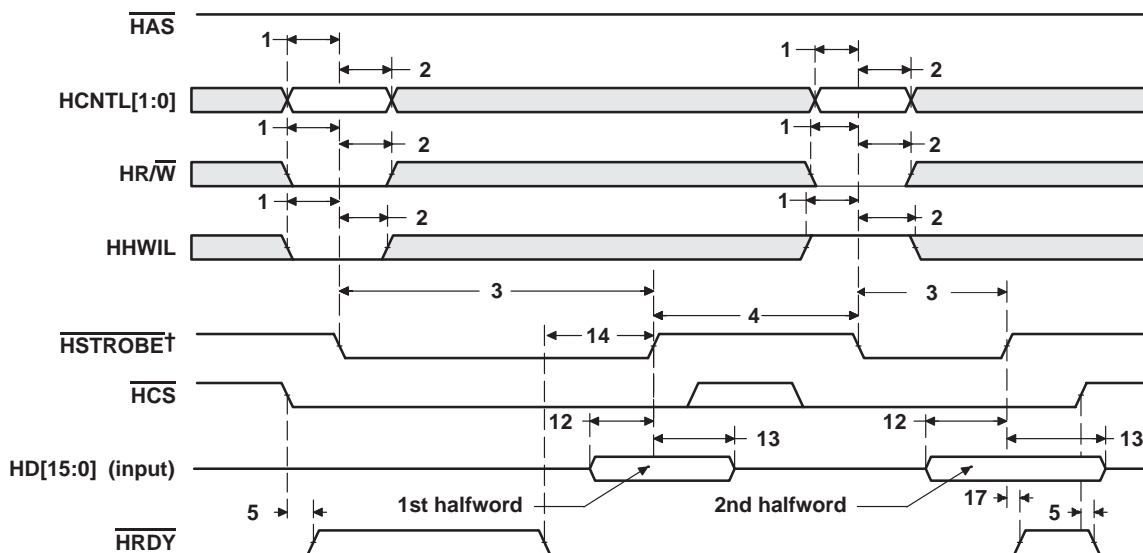 HAS
1
2
1
2
HCNTL[1:0]
1
2
1
2
HR/W
1
2
1
2
HHWIL
3
3
4
14
HSTROBE†
HCS
12
13
12
13
HD[15:0] (input)
1st halfword
2nd halfword
5
17
5
HRDY